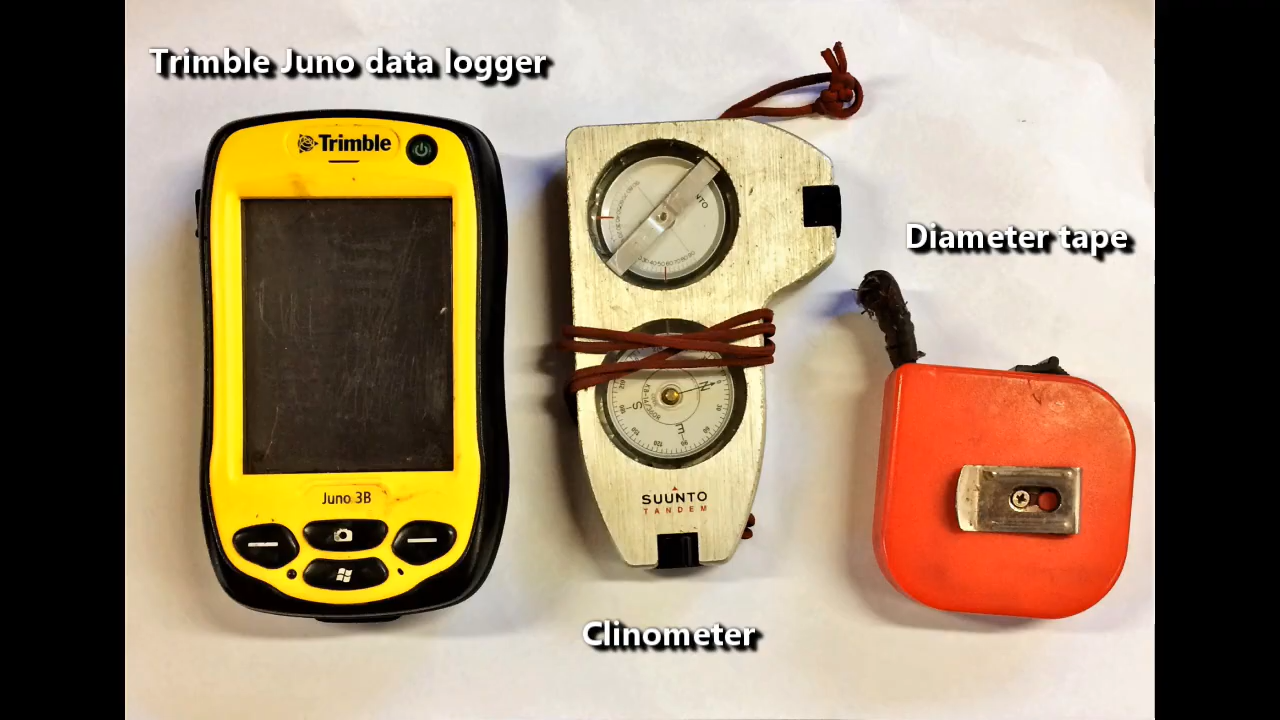 Trimble Juno data logger
Trimble
Juno 3B
N
S
E
SUUNTO
TANDEM
Clinometer
Diameter tape